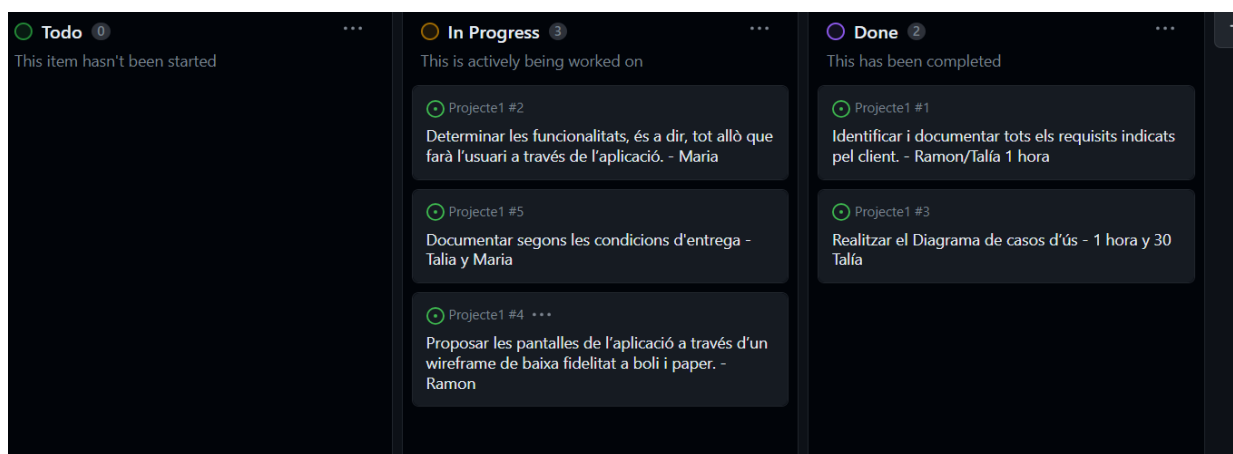 Todo 0
This item hasn't been started
In Progress 3
This is actively being worked on
Projecte1 #2
Determinar les funcionalitats, és a dir, tot allò que
farà l'usuari a través de l'aplicació. - Maria
Projecte1 #5
Documentar segons les condicions d'entrega -
Talia y Maria
Projecte1 #4
Proposar les pantalles de l'aplicació a través d'un
wireframe de baixa fidelitat a boli i paper. -
Ramon
Done 2
This has been completed
Projecte1 #1
Identificar i documentar tots els requisits indicats
pel client. - Ramon/Talía 1 hora
Projecte1 #3
Realitzar el Diagrama de casos d'ús - 1 hora y 30
Talía